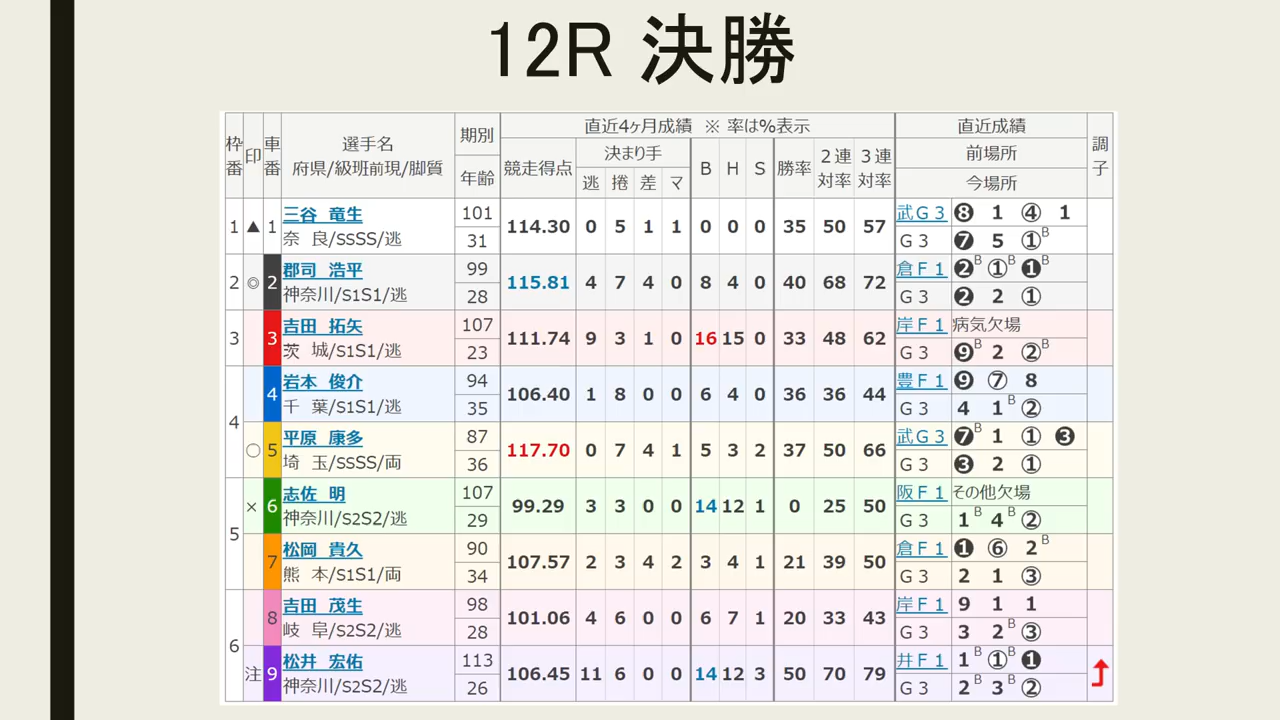 12R 決勝
枠番 印 車番 選手名 府県/級班前現/脚質 期別 年齢 直近4ヶ月成績 ※ 率は%表示 直近成績 調子
競走得点 決まり手 B H S 勝率 2連対率 3連対率 前場所
逃 捲 差 マ 今場所
1 ▲ 1 三谷 竜生 101 114.30 0 5 1 1 0 0 0 35 50 57 武G3 ❽ 1 ④ 1
奈 良/SSSS/逃 31 G3 ❼ 5 ①B
2 ◎ 2 郡司 浩平 99 115.81 4 7 4 0 8 4 0 40 68 72 倉F1 ❷B ①B ❶B
神奈川/S1S1/逃 28 G3 ❷ 2 ①
3 3 吉田 拓矢 107 111.74 9 3 1 0 16 15 0 33 48 62 岸F1 病気欠場
茨 城/S1S1/逃 23 G3 ❾B 2 ②B
4 4 岩本 俊介 94 106.40 1 8 0 0 6 4 0 36 36 44 豊F1 ❾ ⑦ 8
千 葉/S1S1/逃 35 G3 4 1B ②
○ 5 平原 康多 87 117.70 0 7 4 1 5 3 2 37 50 66 武G3 ❼B 1 ① ❸
埼 玉/SSSS/両 36 G3 ❸ 2 ①
5 × 6 志佐 明 107 99.29 3 3 0 0 14 12 1 0 25 50 阪F1 その他欠場
神奈川/S2S2/逃 29 G3 1B 4B ②
7 松岡 貴久 90 107.57 2 3 4 2 3 4 1 21 39 50 倉F1 ❶ ⑥ 2B
熊 本/S1S1/両 34 G3 2 1 ③
6 8 吉田 茂生 98 101.06 4 6 0 0 6 7 1 20 33 43 岸F1 9 1 1
岐 阜/S2S2/逃 28 G3 3 2B ③
注 9 松井 宏佑 113 106.45 11 6 0 0 14 12 3 50 70 79 井F1 1B ①B ❶
神奈川/S2S2/逃 26 G3 2B 3B ②